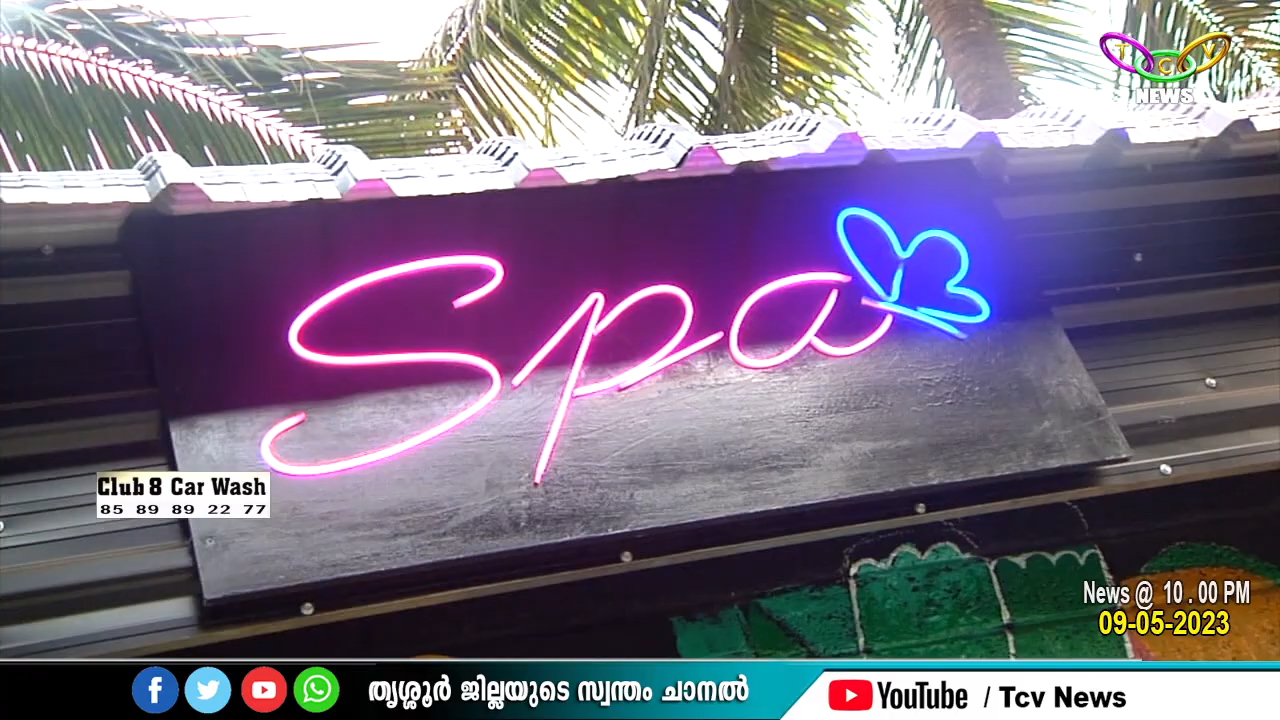 TCV
NEWS
Spa
Club 8 Car Wash
85 89 89 22 77
News @ 10 . 00 PM
09-05-2023
തൃശ്ശൂർ ജില്ലയുടെ സ്വന്തം ചാനൽ
YouTube / Tcv News